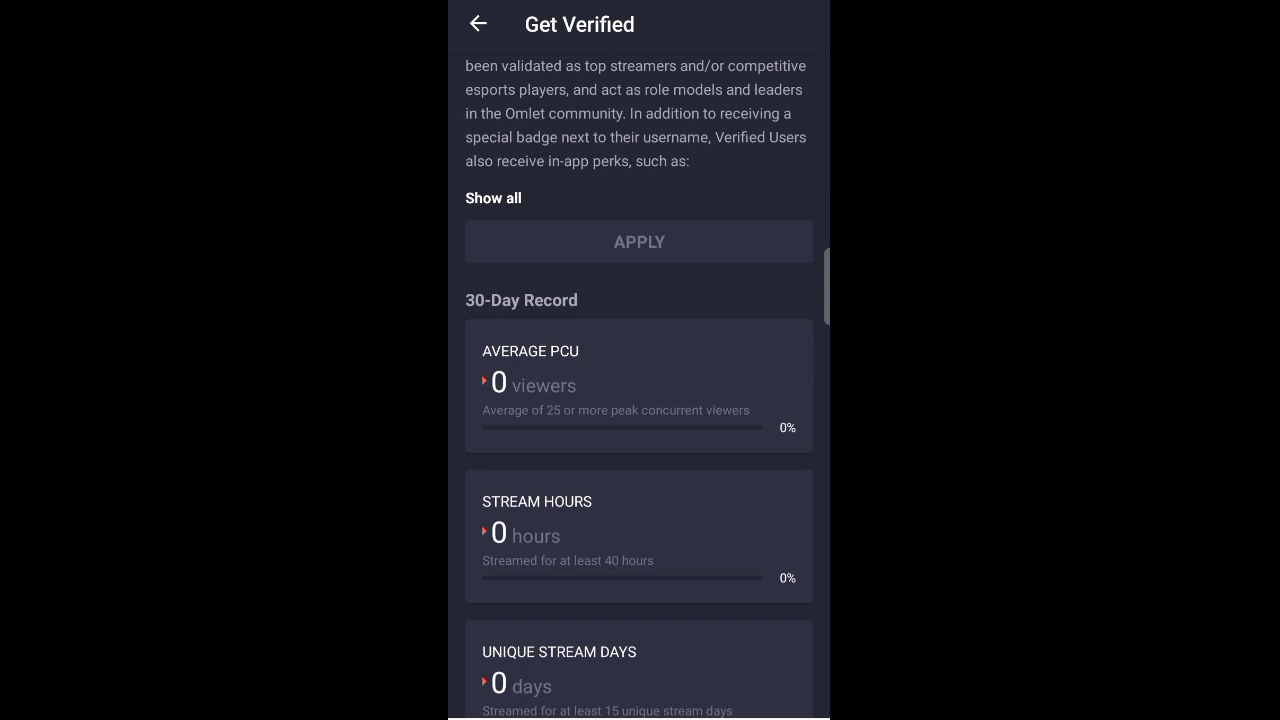 Get Verified
been validated as top streamers and/or competitive
esports players, and act as role models and leaders
in the Omlet community. In addition to receiving a
special badge next to their username, Verified Users
also receive in-app perks, such as:
Show all
APPLY
30-Day Record
AVERAGE PCU
0 viewers
Average of 25 or more peak concurrent viewers
0%
STREAM HOURS
0 hours
Streamed for at least 40 hours
0%
UNIQUE STREAM DAYS
0 days
Streamed for at least 15 unique stream days